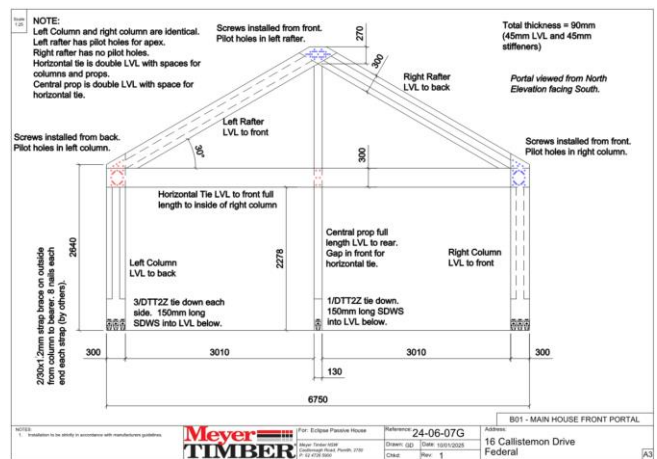 Scale
1:25
NOTE:
Left Column and right column are identical.
Left rafter has pilot holes for apex.
Right rafter has no pilot holes.
Horizontal tie is double LVL with spaces for
columns and props.
Central prop is double LVL with space for
horizontal tie.
Screws installed from front.
Pilot holes in left rafter.
270
300
Total thickness = 90mm
(45mm LVL and 45mm
stiffeners)
Portal viewed from North
Elevation facing South.
Right Rafter
LVL to back
Left Rafter
LVL to front
30°
Screws installed from back.
Pilot holes in left column.
Screws installed from front.
Pilot holes in right column.
300
Horizontal Tie LVL to front full
length to inside of right column
2640
2278
Left Column
LVL to back
Central prop full
length LVL to rear.
Gap in front for
horizontal tie.
Right Column
LVL to front
2/30x1.2mm strap brace on outside
from column to bearer. 8 nails each
end each strap (by others).
3/DTT2Z tie down each
side. 150mm long
SDWS into LVL below.
1/DTT2Z tie down.
150mm long SDWS
into LVL below.
300
3010
3010
300
130
6750
B01 - MAIN HOUSE FRONT PORTAL
NOTES:
1. Installation to be strictly in accordance with manufacturers guidelines.
Meyer
TIMBER
For: Eclipse Passive House
Meyer Timber NSW
Reference: 24-06-07G
Drawn: GD Date: 10/01/2025
Chkd: Rev: 1
Address:
16 Callistemon Drive
Federal
A3